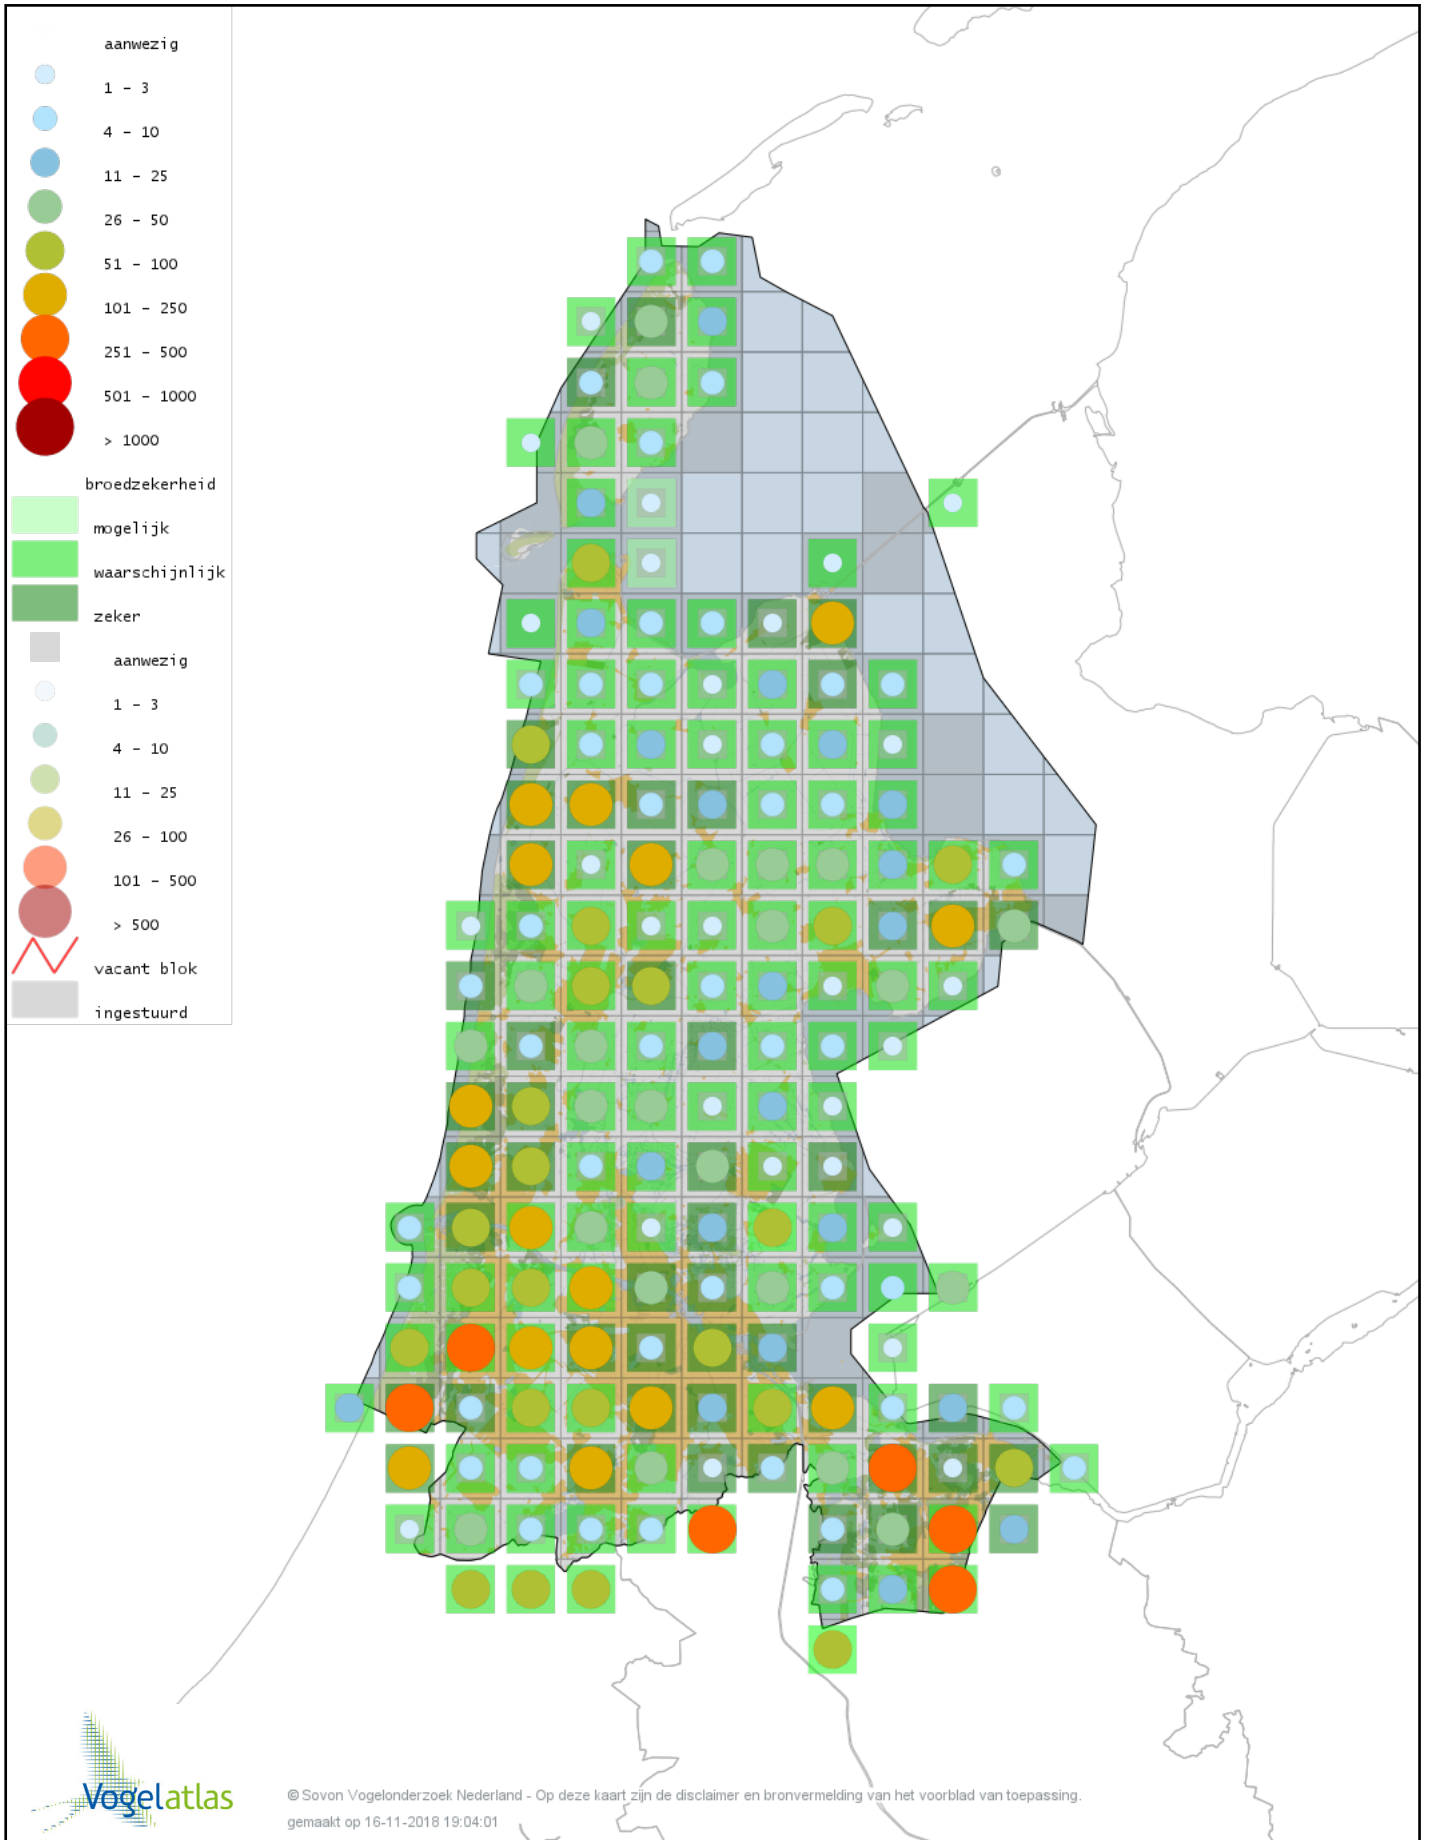 aanwezig
1 - 3
4 - 10
11 - 25
26 - 50
51 - 100
101 - 250
251 - 500
501 - 1000
> 1000
broedzekerheid
mogelijk
waarschijnlijk
zeker
aanwezig
1 - 3
4 - 10
11 - 25
26 - 100
101 - 500
> 500
vacant blok
ingestuurd
Vogelatlas
© Sovon Vogelonderzoek Nederland - Op deze kaart zijn de disclaimer en bronvermelding van het voorblad van toepassing.
gemaakt op 16-11-2018 19:04:01